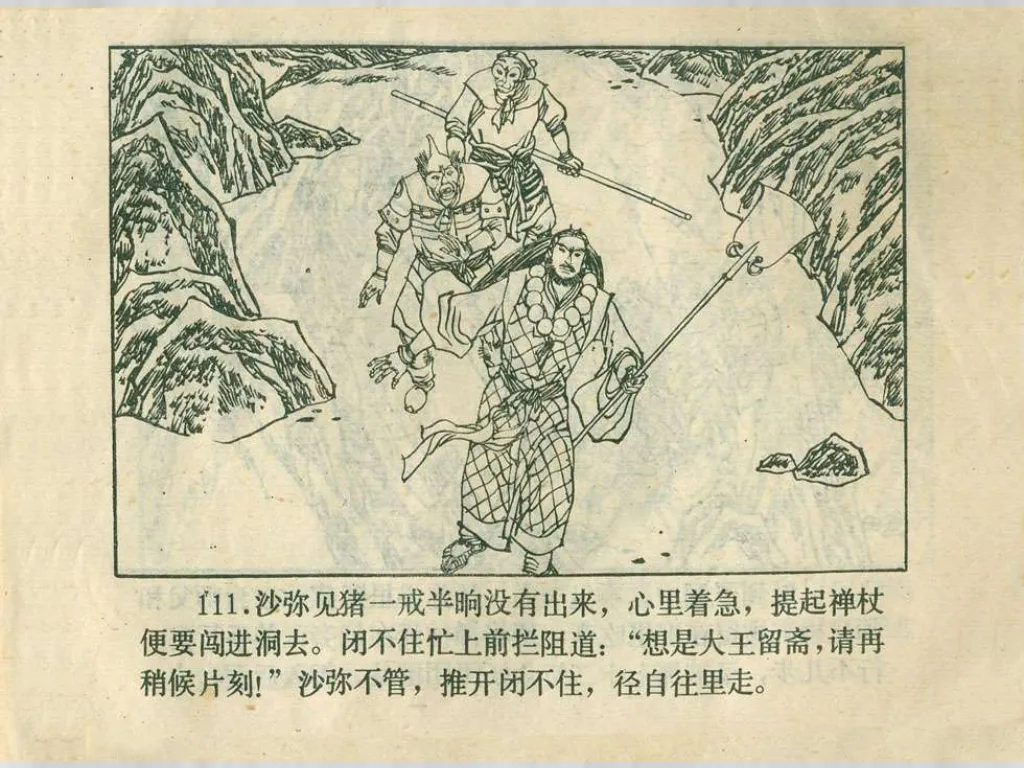 111.沙弥见猪一戒半晌没有出来，心里着急，提起禅杖
便要闯进洞去。闭不住忙上前拦阻道：“想是大王留斋，请再
稍候片刻！”沙弥不管，推开闭不住，径自往里走。